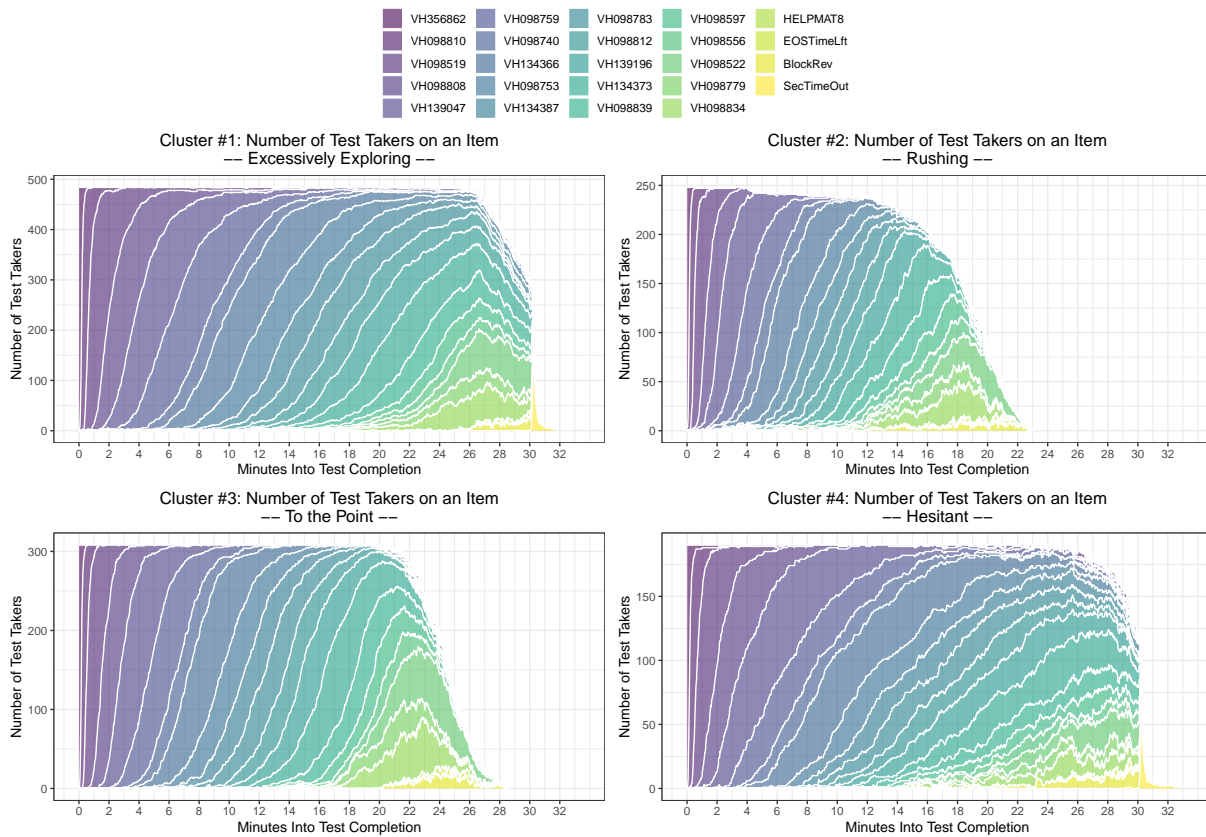 VH356862 VH098759 VH098783 VH098597 HELPMAT8
VH098810 VH098740 VH098812 VH098556 EOSTimeLft
VH098519 VH134366 VH139196 VH098522 BlockRev
VH098808 VH098753 VH134373 VH098779 SecTimeOut
VH139047 VH134387 VH098839 VH098834
Cluster #1: Number of Test Takers on an Item
−− Excessively Exploring −−
Number of Test Takers
500
400
300
200
100
0
0 2 4 6 8 10 12 14 16 18 20 22 24 26 28 30 32
Minutes Into Test Completion
Cluster #2: Number of Test Takers on an Item
−− Rushing −−
Number of Test Takers
250
200
150
100
50
0
0 2 4 6 8 10 12 14 16 18 20 22 24 26 28 30 32
Minutes Into Test Completion
Cluster #3: Number of Test Takers on an Item
−− To the Point −−
Number of Test Takers
300
200
100
0
0 2 4 6 8 10 12 14 16 18 20 22 24 26 28 30 32
Minutes Into Test Completion
Cluster #4: Number of Test Takers on an Item
−− Hesitant −−
Number of Test Takers
150
100
50
0
0 2 4 6 8 10 12 14 16 18 20 22 24 26 28 30 32
Minutes Into Test Completion